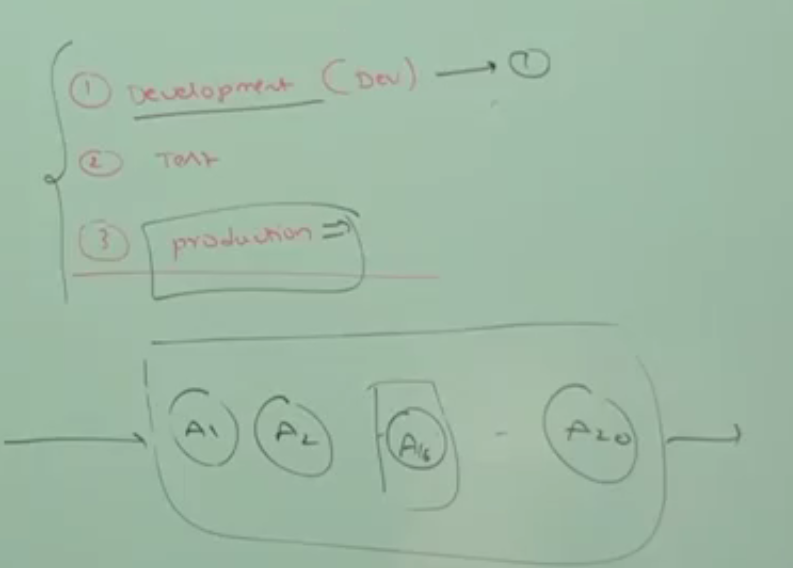 ① Development (Dev) → ①
② Test
③ production ⇒
A1 A2 A16 - A20